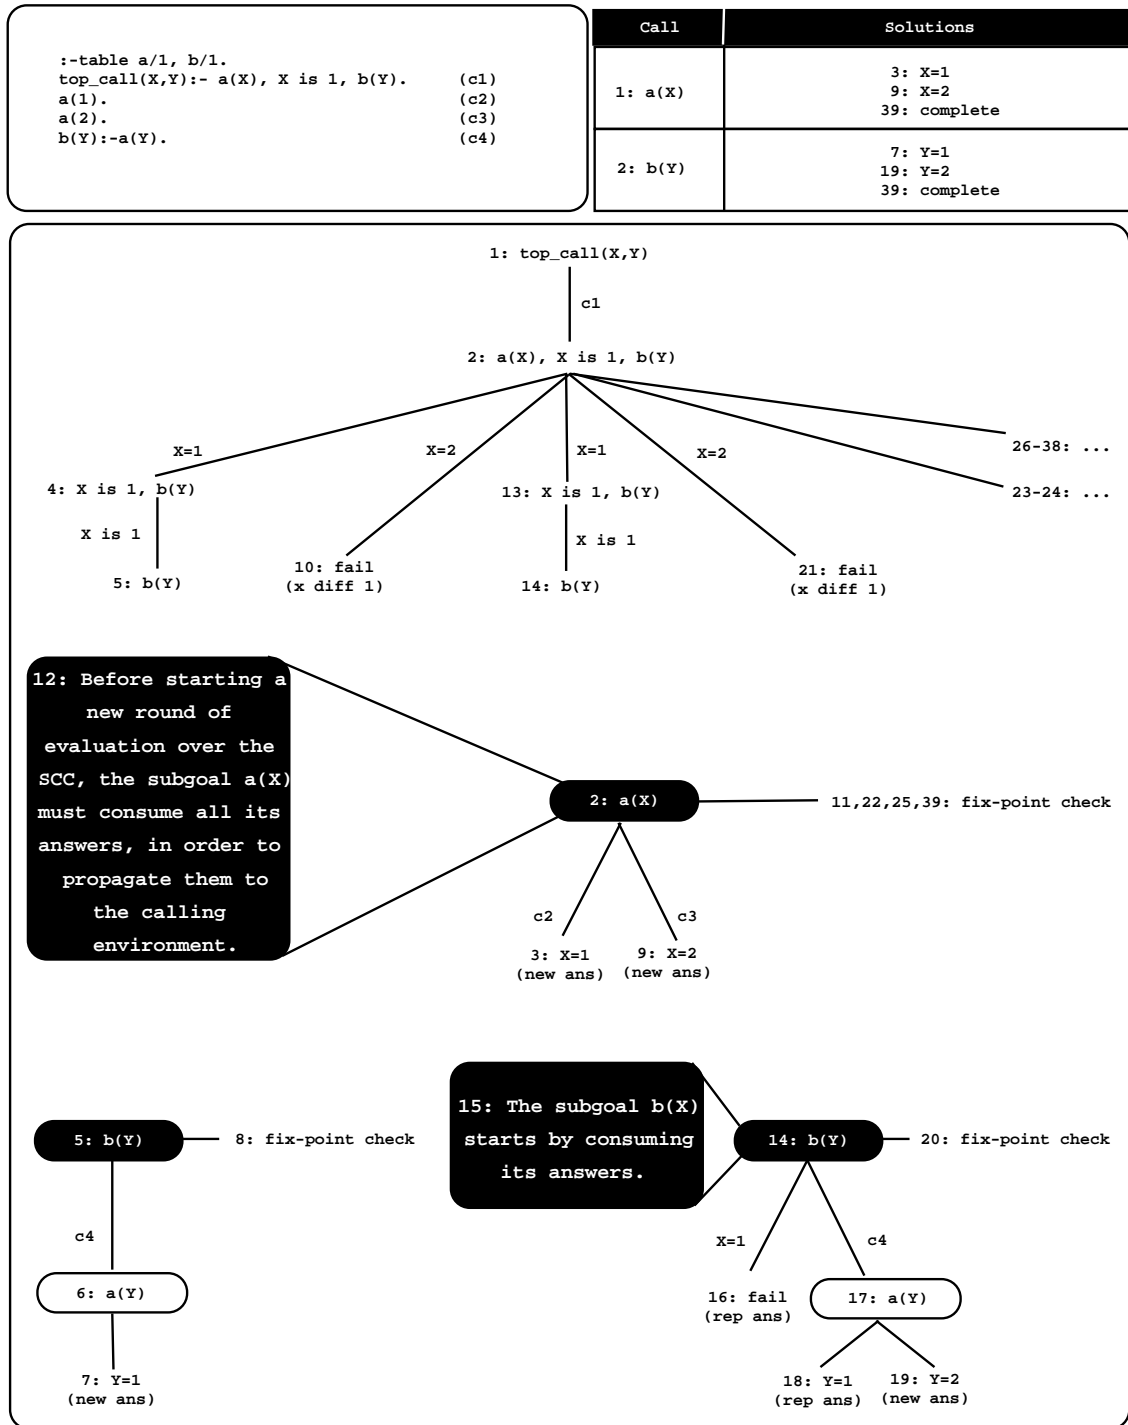 :-table a/1, b/1.
top_call(X,Y):- a(X), X is 1, b(Y). (c1)
a(1). (c2)
a(2). (c3)
b(Y):-a(Y). (c4)
Call Solutions
1: a(X)
3: X=1
9: X=2
39: complete
2: b(Y)
7: Y=1
19: Y=2
39: complete
1: top_call(X,Y)
c1
2: a(X), X is 1, b(Y)
X=1 X=2 X=1 X=2
26-38: ...
4: X is 1, b(Y) 13: X is 1, b(Y) 23-24: ...
X is 1 X is 1
5: b(Y)
10: fail
(x diff 1)
14: b(Y)
21: fail
(x diff 1)
12: Before starting a
new round of
evaluation over the
SCC, the subgoal a(X)
must consume all its
answers, in order to
propagate them to
the calling
environment.
2: a(X) 11,22,25,39: fix-point check
c2 c3
3: X=1
(new ans)
9: X=2
(new ans)
5: b(Y) 8: fix-point check
c4
6: a(Y)
7: Y=1
(new ans)
15: The subgoal b(X)
starts by consuming
its answers.
14: b(Y) 20: fix-point check
X=1 c4
16: fail
(rep ans)
17: a(Y)
18: Y=1
(rep ans)
19: Y=2
(new ans)